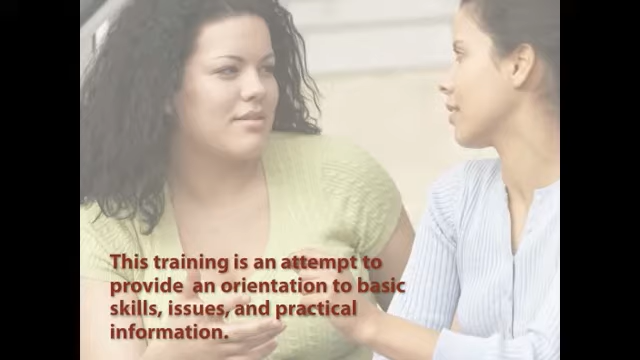 This training is an attempt to
provide an orientation to basic
skills, issues, and practical
information.